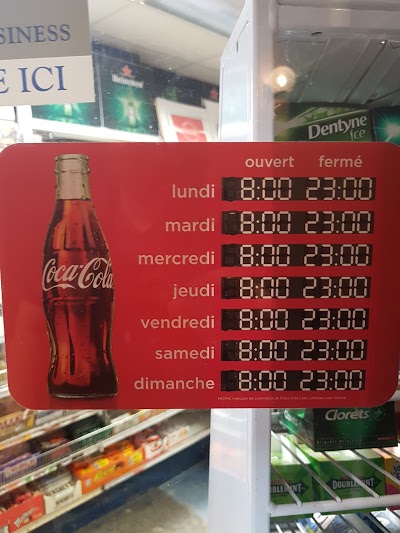 SINESS
E ICI
Heineken
Dentyne
ice
ouvert fermé
lundi 8:00 23:00
mardi 8:00 23:00
mercredi 8:00 23:00
jeudi 8:00 23:00
vendredi 8:00 23:00
samedi 8:00 23:00
dimanche 8:00 23:00
Coca-Cola
Clorets
UBLEMINT
DOUBLEMINT